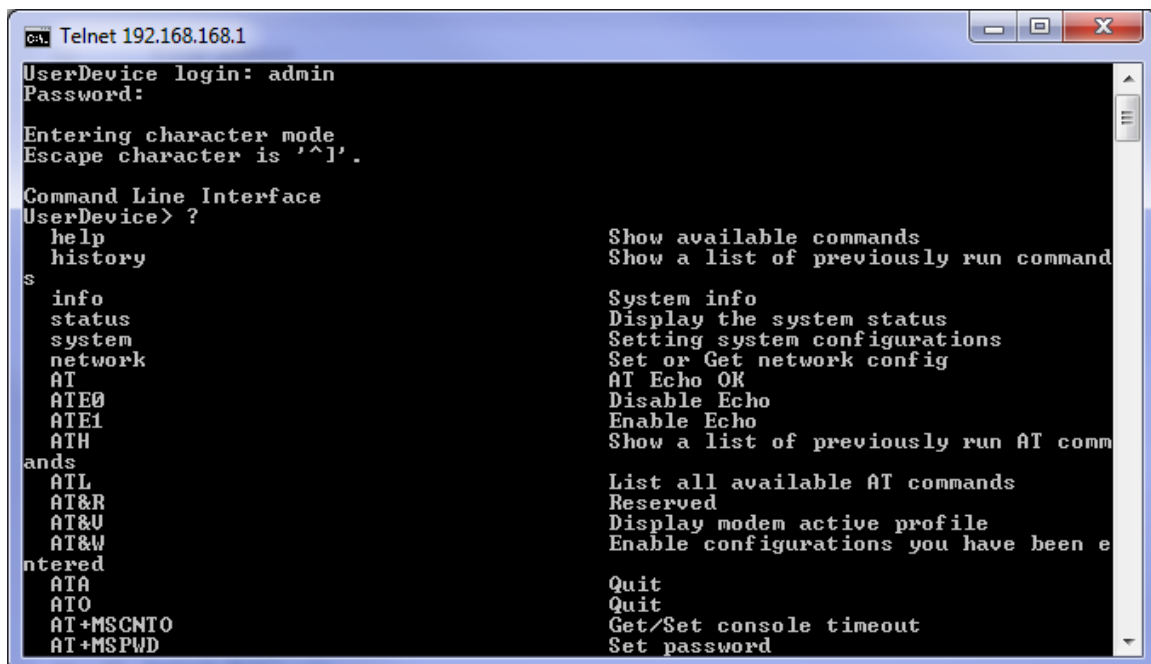 Telnet 192.168.168.1
UserDevice login: admin
Password:
Entering character mode
Escape character is '^]'.
Command Line Interface
UserDevice> ?
help Show available commands
history Show a list of previously run command
s
info System info
status Display the system status
system Setting system configurations
network Set or Get network config
AT AT Echo OK
ATE0 Disable Echo
ATE1 Enable Echo
ATH Show a list of previously run AT comm
ands
ATL List all available AT commands
AT&R Reserved
AT&V Display modem active profile
AT&W Enable configurations you have been e
ntered
ATA Quit
ATO Quit
AT+MSCNTO Get/Set console timeout
AT+MSPWD Set password